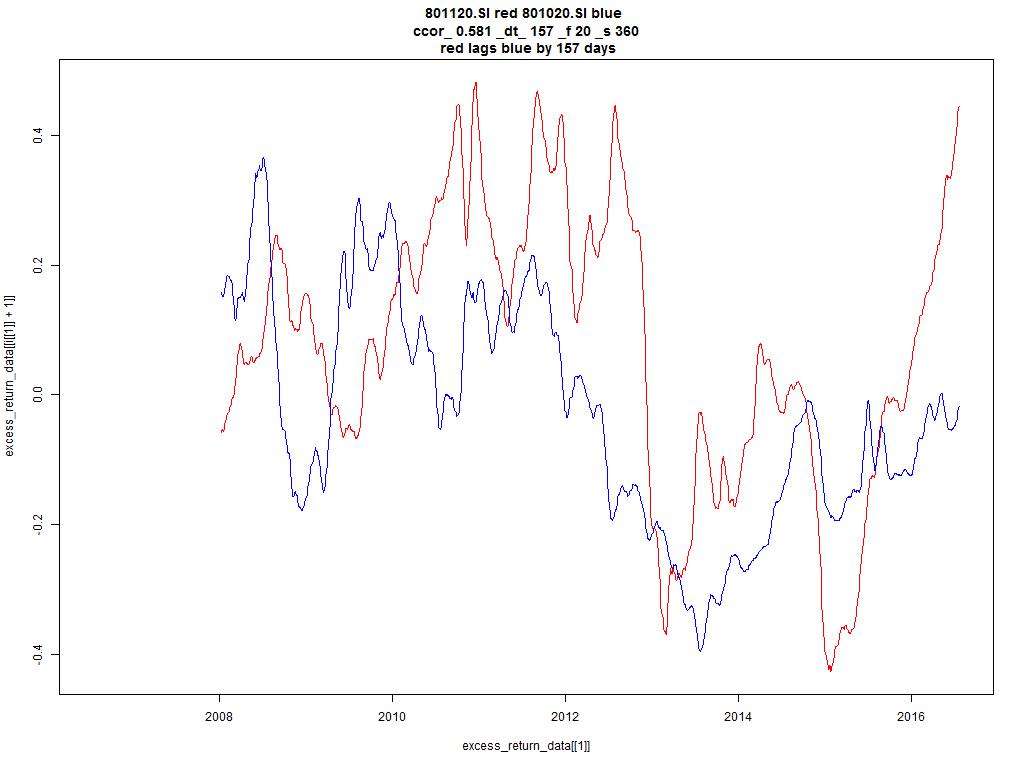 801120.SI red 801020.SI blue
ccor_ 0.581 _dt_ 157 _f 20 _s 360
red lags blue by 157 days
excess_return_data[[i[[1]] + 1]]
0.4
0.2
0.0
-0.2
-0.4
2008 2010 2012 2014 2016
excess_return_data[[1]]